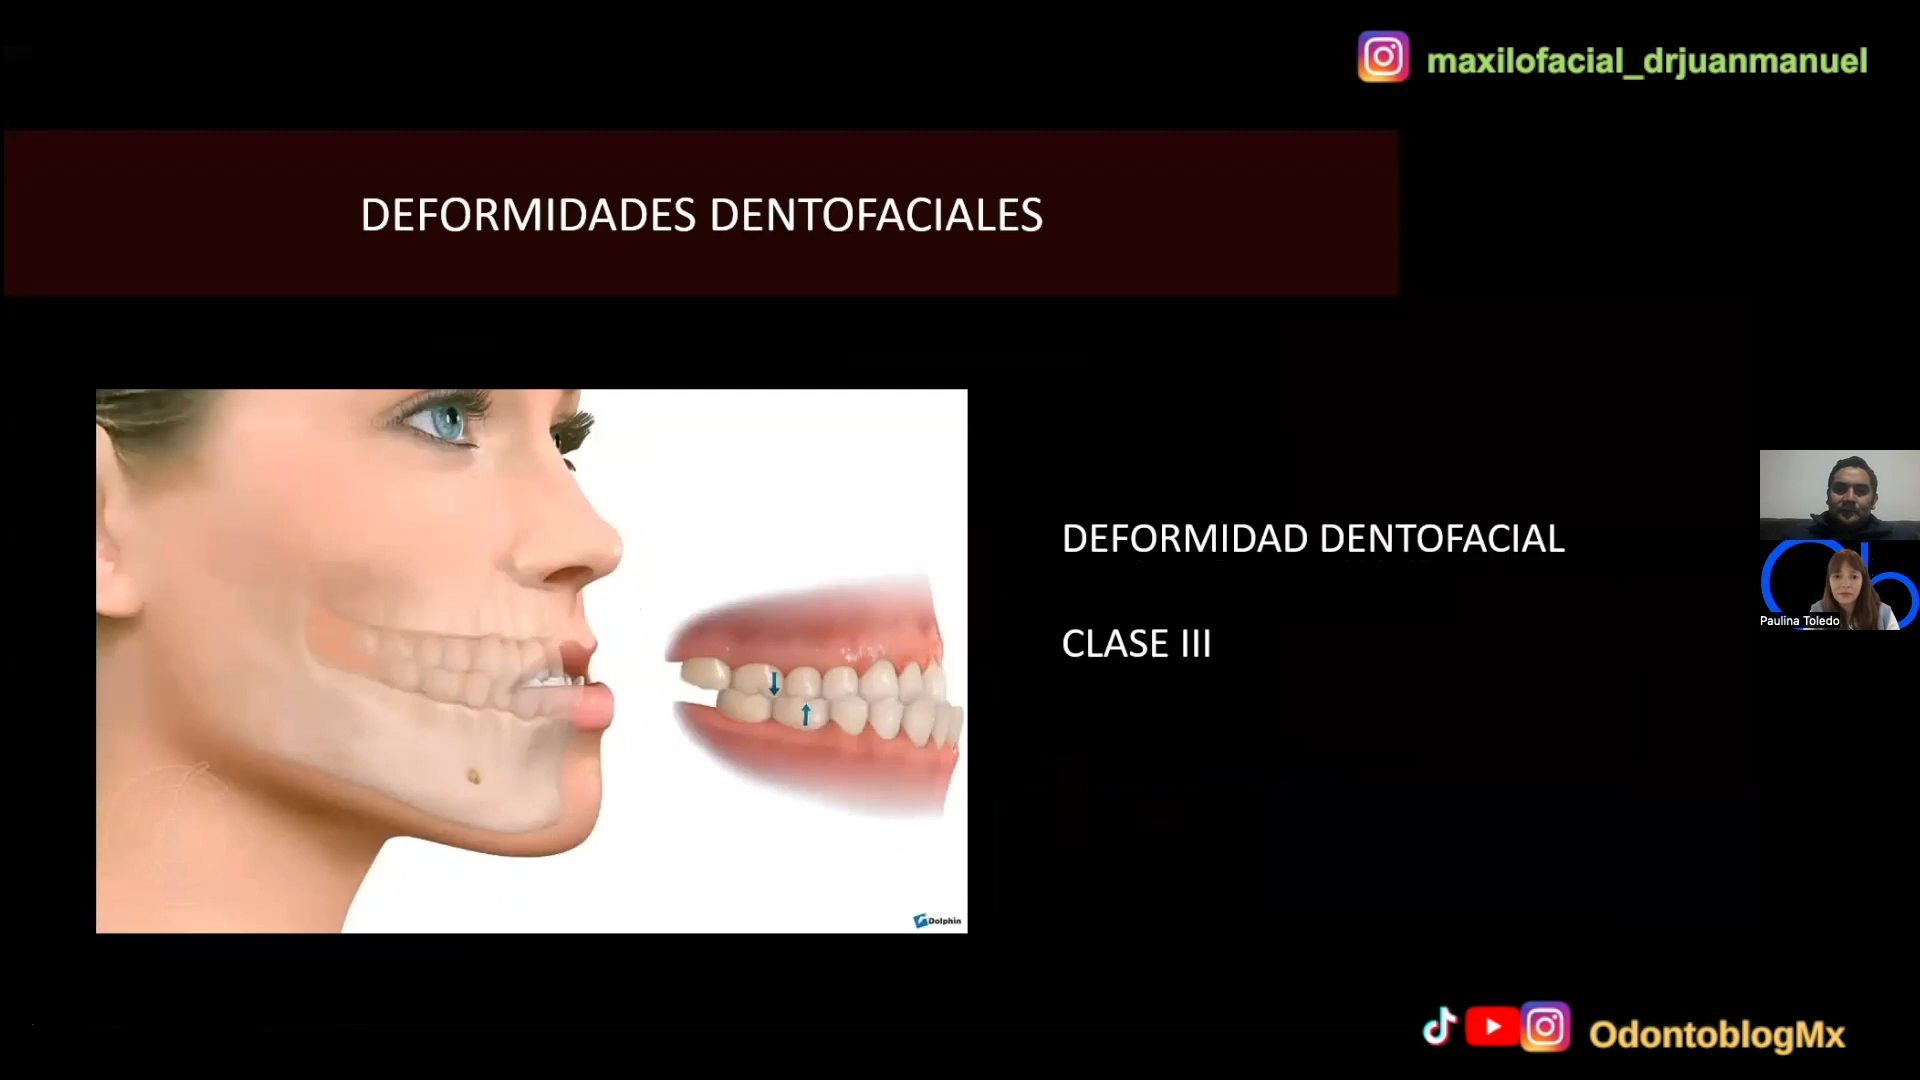 maxilofacial_drjuanmanuel
DEFORMIDADES DENTOFACIALES
DEFORMIDAD DENTOFACIAL
CLASE III
Paulina Toledo
Dolphin
OdontoblogMx